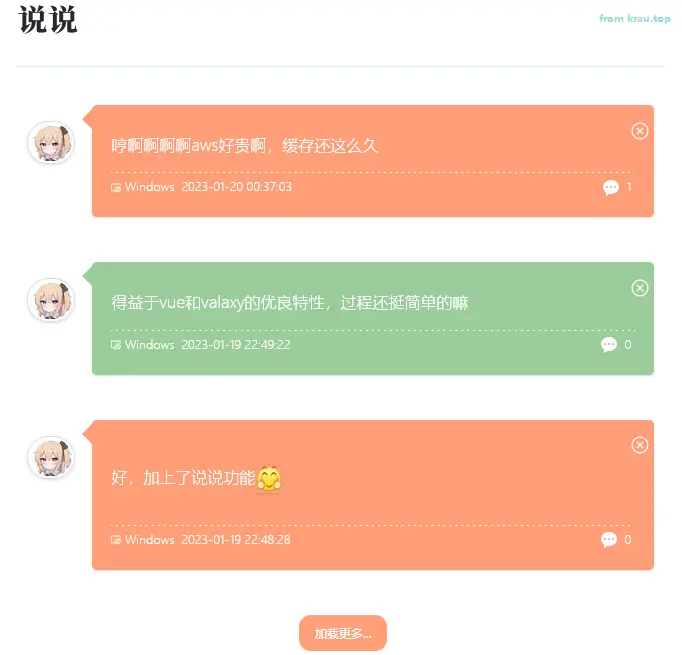 说说
from krau.top
哼啊啊啊啊aws好贵啊，缓存还这么久
Windows 2023-01-20 00:37:03
1
得益于vue和valaxy的优良特性，过程还挺简单的嘛
Windows 2023-01-19 22:49:22
0
好，加上了说说功能🤗
Windows 2023-01-19 22:48:28
0
加载更多...